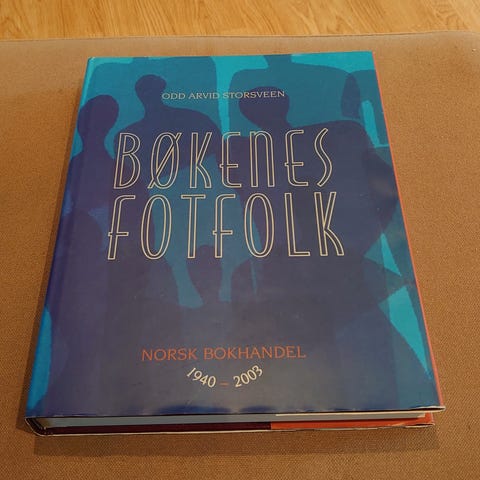 ODD ARVID STORSVEEN
BØKENES
FOTFOLK
NORSK BOKHANDEL
1940 – 2003